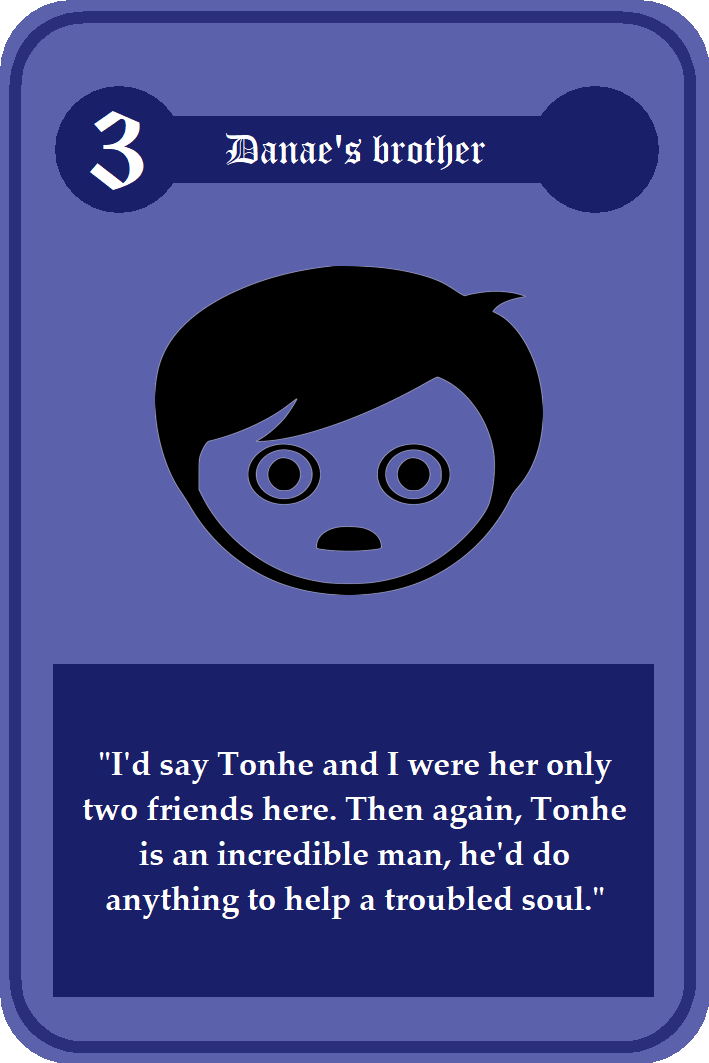 3
Danae's brother
"I'd say Tonhe and I were her only
two friends here. Then again, Tonhe
is an incredible man, he'd do
anything to help a troubled soul."